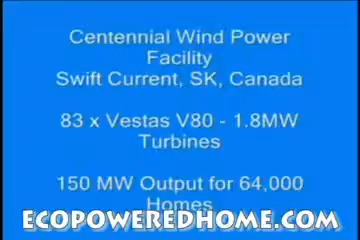 Centennial Wind Power
Facility
Swift Current, SK, Canada
83 x Vestas V80 - 1.8MW
Turbines
150 MW Output for 64,000
Homes
ECOPOWEREDHOME.COM